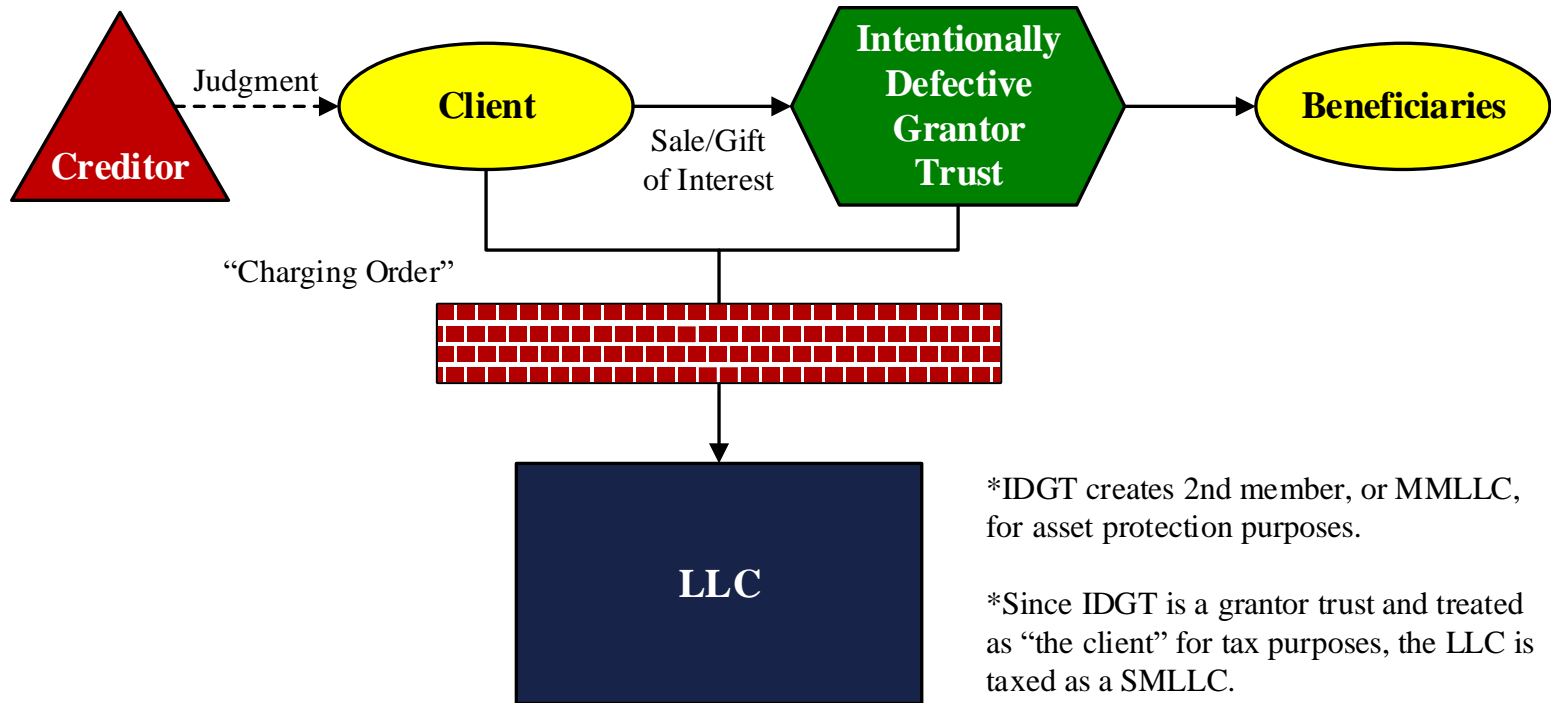 Creditor
Judgment
Client
Sale/Gift
of Interest
Intentionally
Defective
Grantor
Trust
Beneficiaries
“Charging Order”
LLC
*IDGT creates 2nd member, or MMLLC,
for asset protection purposes.
*Since IDGT is a grantor trust and treated
as “the client” for tax purposes, the LLC is
taxed as a SMLLC.